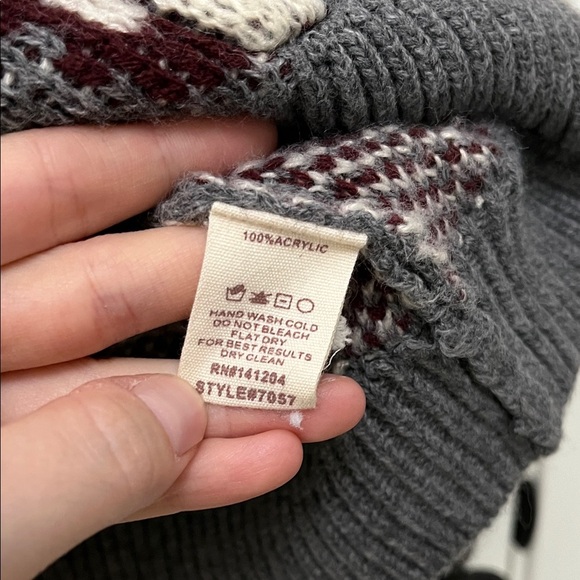 100%ACRYLIC
HAND WASH COLD
DO NOT BLEACH
FLAT DRY
FOR BEST RESULTS
DRY CLEAN
RN#141204
STYLE#7057